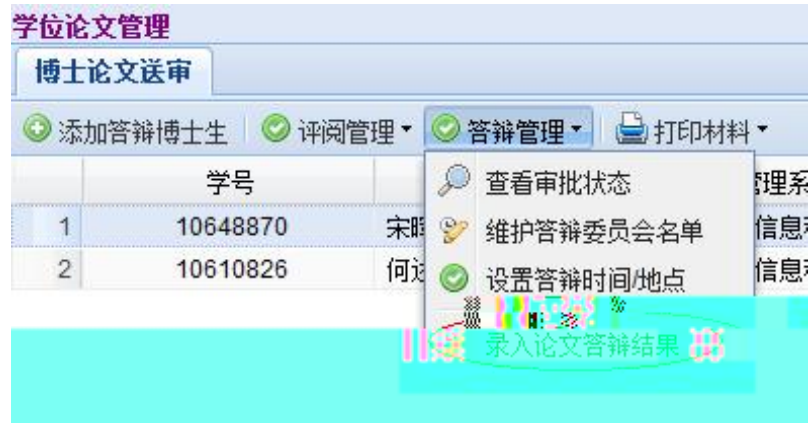 学位论文管理
博士论文送审
添加答辩博士生 评阅管理 答辩管理 打印材料
学号 管理系
1 10648870 宋 信息
2 10610826 何 信息
查看审批状态
维护答辩委员会名单
设置答辩时间/地点
录入论文答辩结果